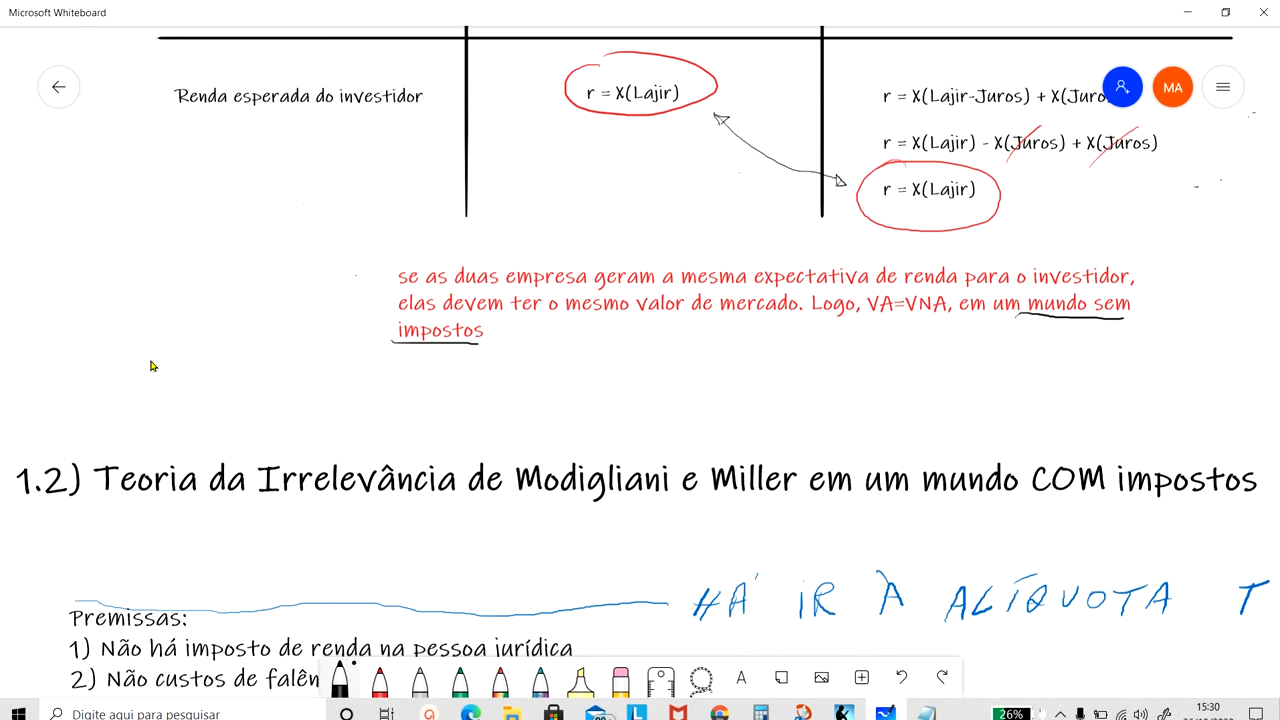 Microsoft Whiteboard
Renda esperada do investidor
r = X(Lajir)
r = X(Lajir-Juros) + X(Juro
MA
r = X(Lajir) - X(Juros) + X(Juros)
r = X(Lajir)
se as duas empresa geram a mesma expectativa de renda para o investidor,
elas devem ter o mesmo valor de mercado. Logo, VA=VNA, em um mundo sem
impostos
1.2) Teoria da Irrelevância de Modigliani e Miller em um mundo COM impostos
HÁ IR À ALÍQUOTA T
Premissas:
1) Não há imposto de renda na pessoa jurídica
2) Não custos de falên
A
Digite aqui para pesquisar
26%
15:30